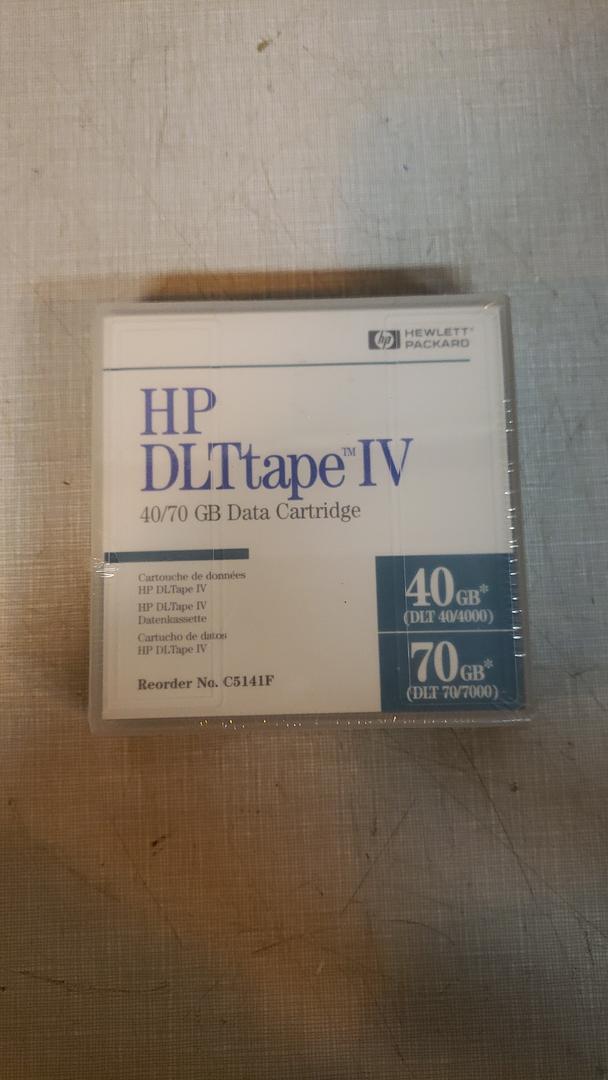 hp HEWLETT®
PACKARD
HP
DLTtape™ IV
40/70 GB Data Cartridge
Cartouche de données
HP DLTape IV
HP DLTape IV
Datenkassette
Cartucho de datos
HP DLTape IV
Reorder No. C5141F
40GB*
(DLT 40/4000)
70GB*
(DLT 70/7000)